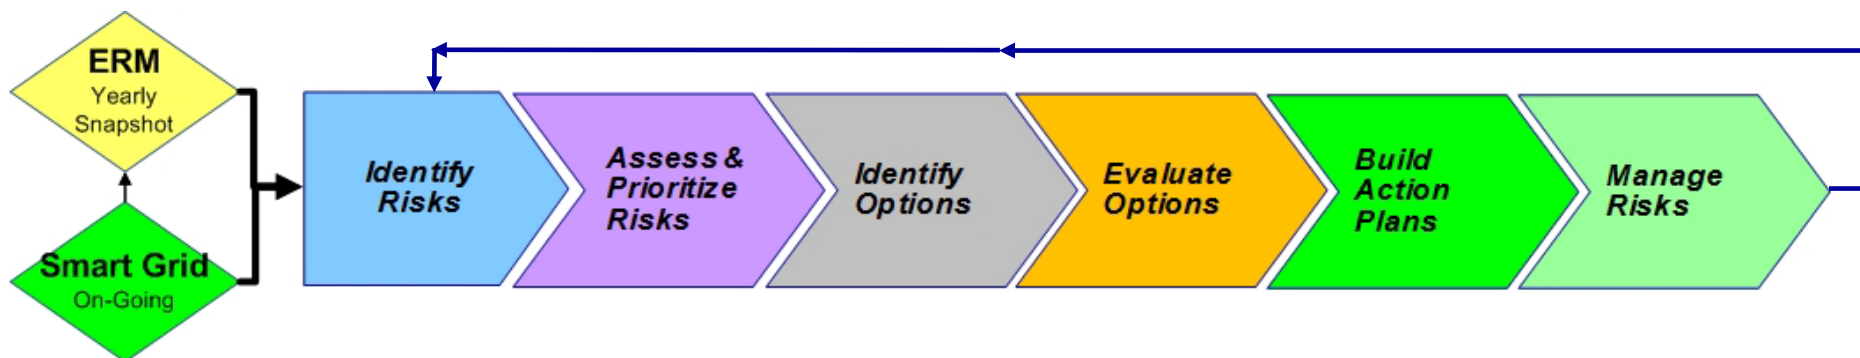 ERM
Yearly
Snapshot
Smart Grid
On-Going
Identify
Risks
Assess &
Prioritize
Risks
Identify
Options
Evaluate
Options
Build
Action
Plans
Manage
Risks